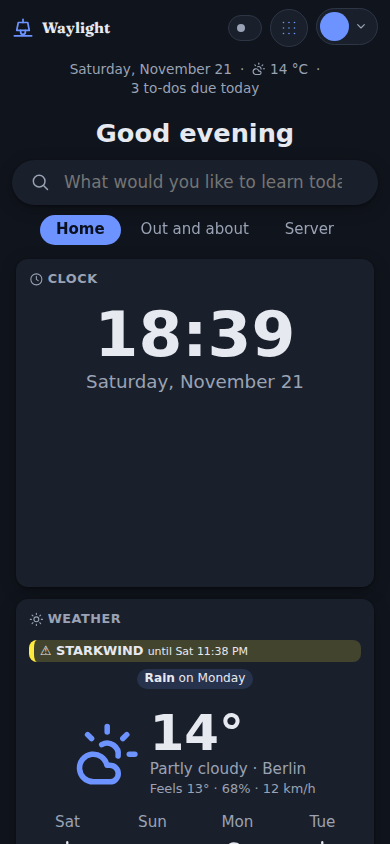 Waylight
Saturday, November 21 · 14 °C ·
3 to-dos due today
Good evening
What would you like to learn toda
Home Out and about Server
CLOCK
18:39
Saturday, November 21
WEATHER
⚠ STARKWIND until Sat 11:38 PM
Rain on Monday
14°
Partly cloudy · Berlin
Feels 13° · 68% · 12 km/h
Sat Sun Mon Tue